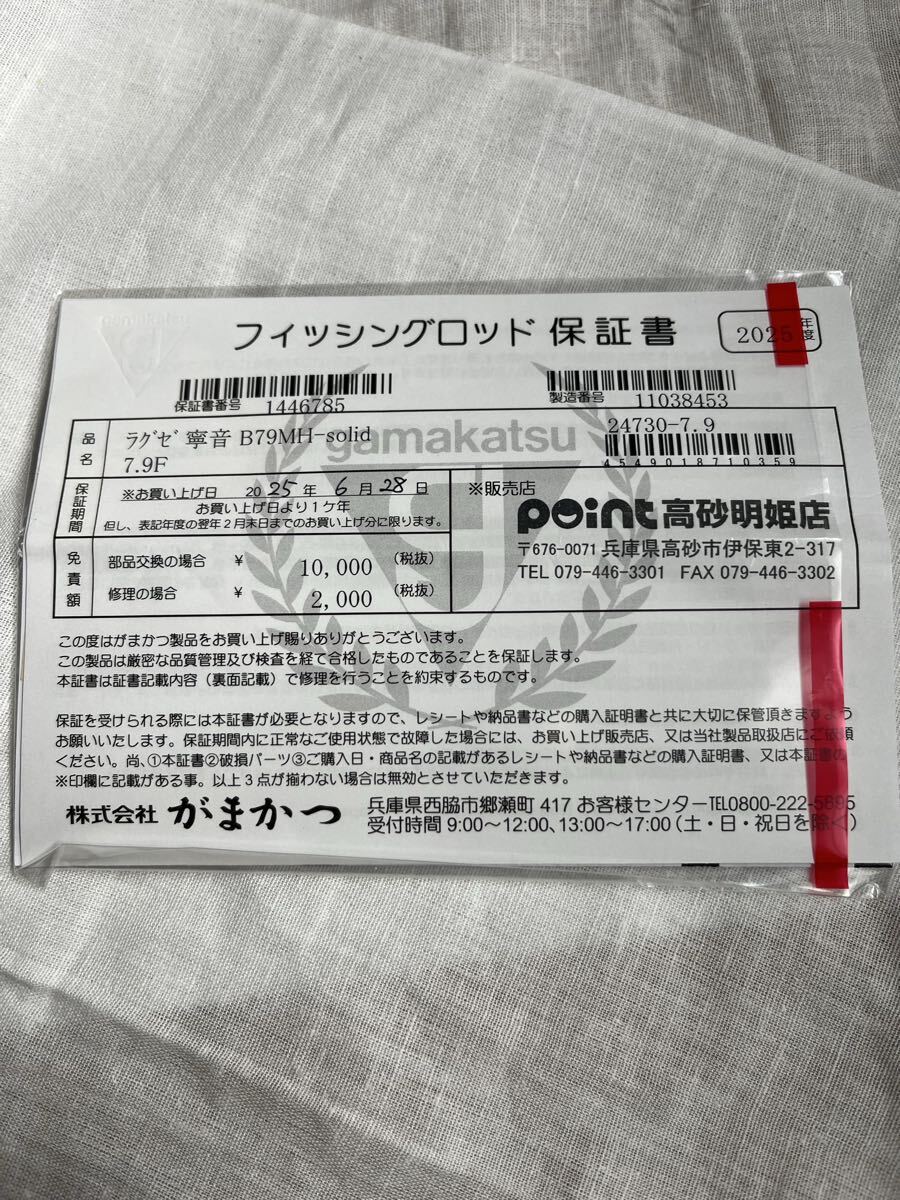 フィッシングロッド 保証書
2025年度
保証書番号 1446785
製造番号 11038453
gamakatsu
品名
ラグゼ 寧音 B79MH-solid
7.9F
24730-7.9
4549018710359
保証期間
※お買い上げ日 2025年 6月 28日
お買い上げ日より1ケ年
但し、表記年度の翌年2月末日までのお買い上げ分に限ります。
※販売店
point 高砂明姫店
〒676-0071 兵庫県高砂市伊保東2-317
TEL 079-446-3301 FAX 079-446-3302
免責額
部品交換の場合 ¥ 10,000 (税抜)
修理の場合 ¥ 2,000 (税抜)
この度はがまかつ製品をお買い上げ賜りありがとうございます。
この製品は厳密な品質管理及び検査を経て合格したものであることを保証します。
本証書は証書記載内容(裏面記載)で修理を行うことを約束するものです。
保証を受けられる際には本証書が必要となりますので、レシートや納品書などの購入証明書と共に大切に保管頂きますよう
お願いいたします。保証期間内に正常なご使用状態で故障した場合には、お買い上げ販売店、又は当社製品取扱店にご依頼
ください。尚、①本証書②破損パーツ③ご購入日・商品名の記載があるレシートや納品書などの購入証明書、又は本証書の
※印欄に記載がある事。以上3点が揃わない場合は無効とさせていただきます。
株式会社 がまかつ
兵庫県西脇市郷瀬町 417 お客様センターTEL0800-222-5895
受付時間 9:00〜12:00、13:00〜17:00(土・日・祝日を除く)